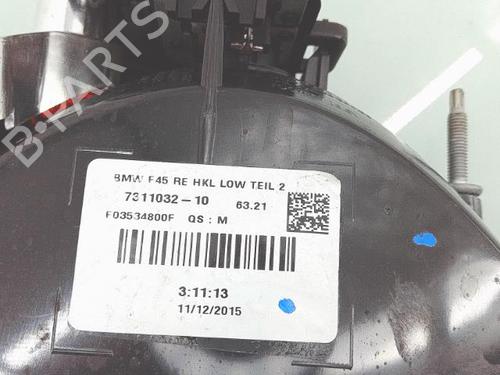 B-PARTS
BMW F45 RE HKL LOW TEIL 2
7311032-10 63.21
F03534800F QS : M
3:11:13
11/12/2015